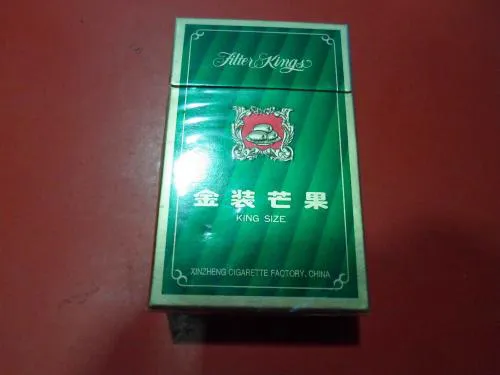 Filter Kings
金装芒果
KING SIZE
XINZHENG CIGARETTE FACTORY, CHINA